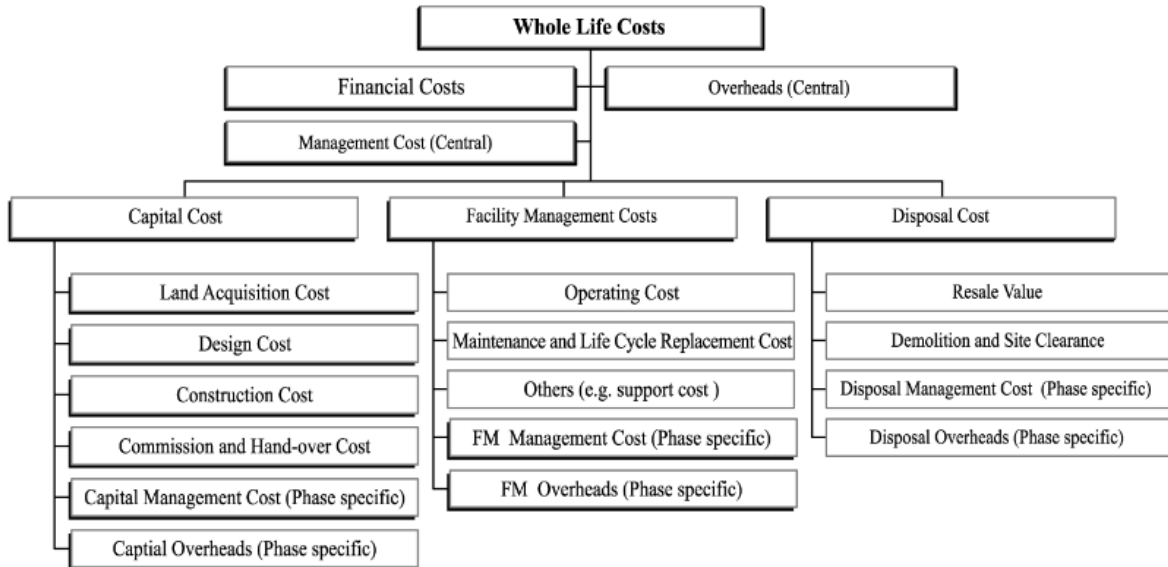 Whole Life Costs
Financial Costs
Overheads (Central)
Management Cost (Central)
Capital Cost
Facility Management Costs
Disposal Cost
Land Acquisition Cost
Design Cost
Construction Cost
Commission and Hand-over Cost
Capital Management Cost (Phase specific)
Captial Overheads (Phase specific)
Operating Cost
Maintenance and Life Cycle Replacement Cost
Others (e.g. support cost )
FM Management Cost (Phase specific)
FM Overheads (Phase specific)
Resale Value
Demolition and Site Clearance
Disposal Management Cost (Phase specific)
Disposal Overheads (Phase specific)